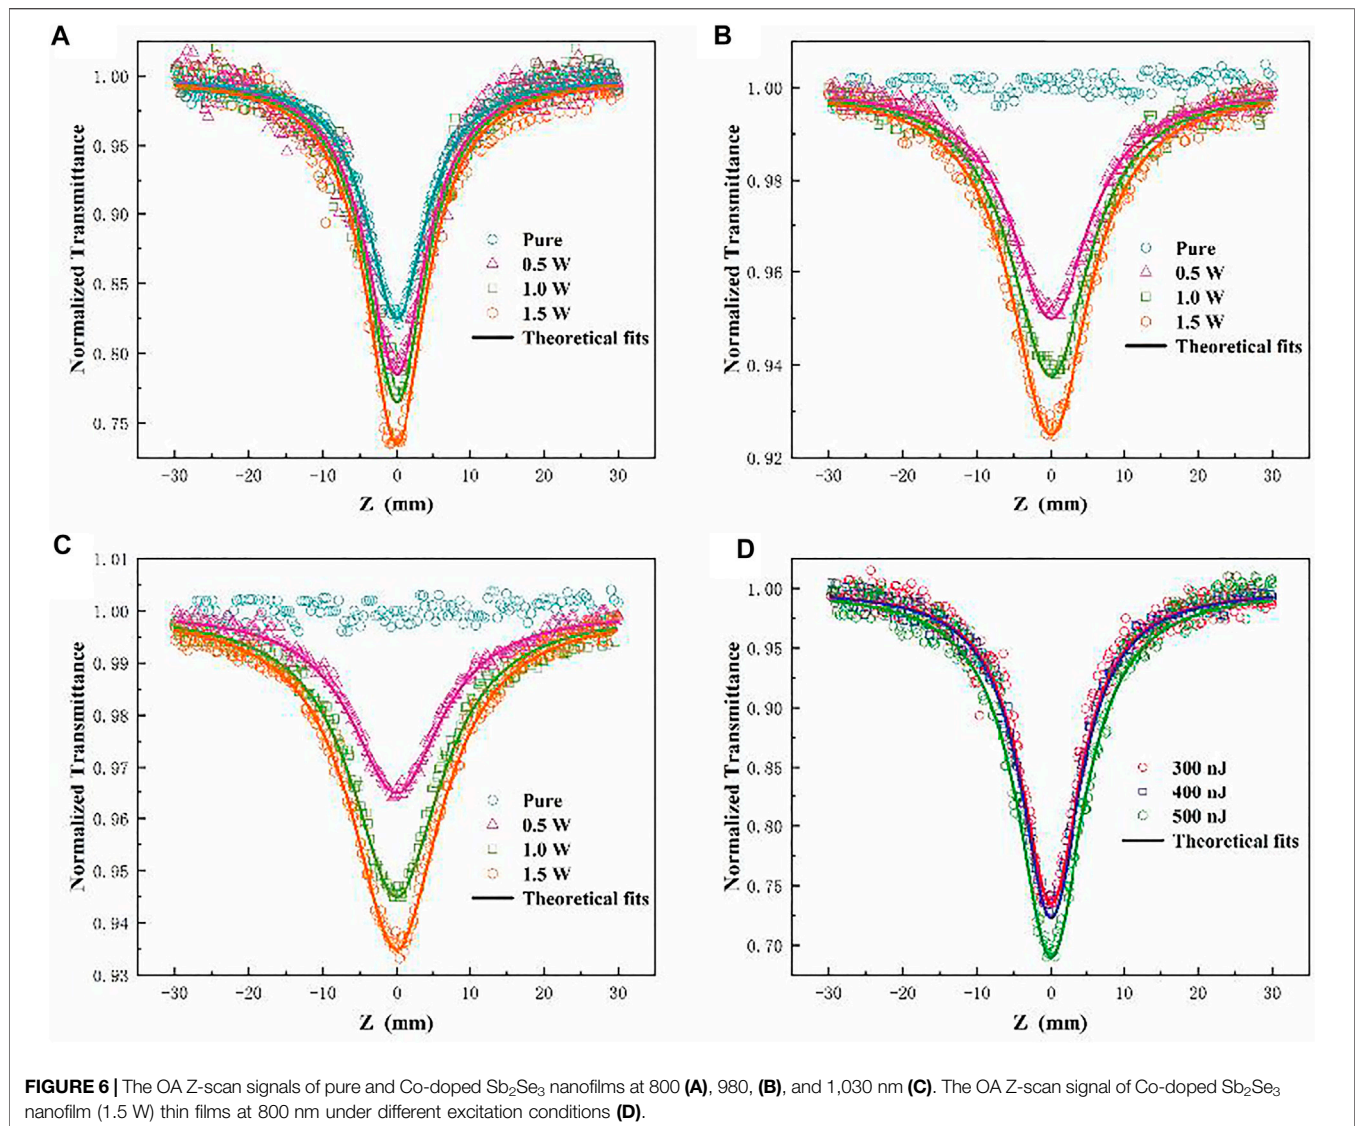 A
1.00
0.95
0.90
0.85
0.80
0.75
Normalized Transmittance
Pure
0.5 W
1.0 W
1.5 W
Theoretical fits
-30 -20 -10 0 10 20 30
Z (mm)
B
1.00
0.98
0.96
0.94
0.92
Normalized Transmittance
Pure
0.5 W
1.0 W
1.5 W
Theoretical fits
-30 -20 -10 0 10 20 30
Z (mm)
C
1.01
1.00
0.99
0.98
0.97
0.96
0.95
0.94
0.93
Normalized Transmittance
Pure
0.5 W
1.0 W
1.5 W
Theoretical fits
-30 -20 -10 0 10 20 30
Z (mm)
D
1.00
0.95
0.90
0.85
0.80
0.75
0.70
Normalized Transmittance
300 nJ
400 nJ
500 nJ
Theoretical fits
-30 -20 -10 0 10 20 30
Z (mm)
FIGURE 6 | The OA Z-scan signals of pure and Co-doped Sb₂Se₃ nanofilms at 800 (A), 980, (B), and 1,030 nm (C). The OA Z-scan signal of Co-doped Sb₂Se₃
nanofilm (1.5 W) thin films at 800 nm under different excitation conditions (D).